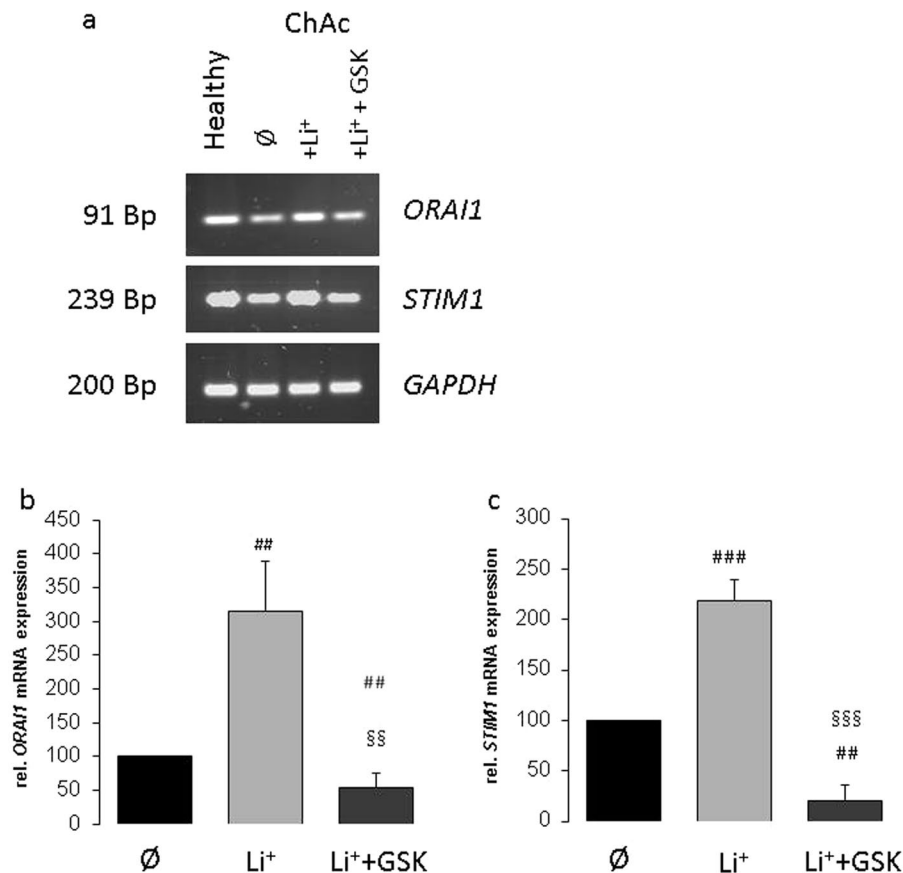 a
ChAc
Healthy
Ø
+Li⁺
+Li⁺ + GSK
91 Bp
ORAI1
239 Bp
STIM1
200 Bp
GAPDH
b
rel. ORAI1 mRNA expression
450
400
350
300
250
200
150
100
50
0
##
##
§§
Ø
Li⁺
Li⁺+GSK
c
rel. STIM1 mRNA expression
300
250
200
150
100
50
0
###
§§§
##
Ø
Li⁺
Li⁺+GSK